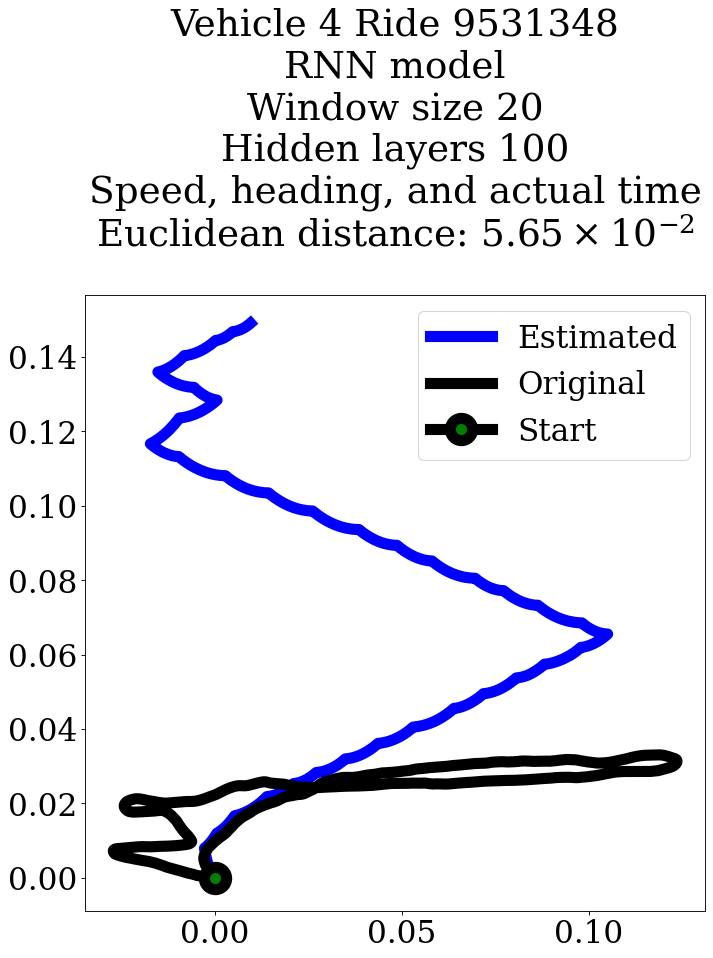 Vehicle 4 Ride 9531348
RNN model
Window size 20
Hidden layers 100
Speed, heading, and actual time
Euclidean distance: 5.65 × 10⁻²
Estimated
Original
Start
0.14
0.12
0.10
0.08
0.06
0.04
0.02
0.00
0.00 0.05 0.10